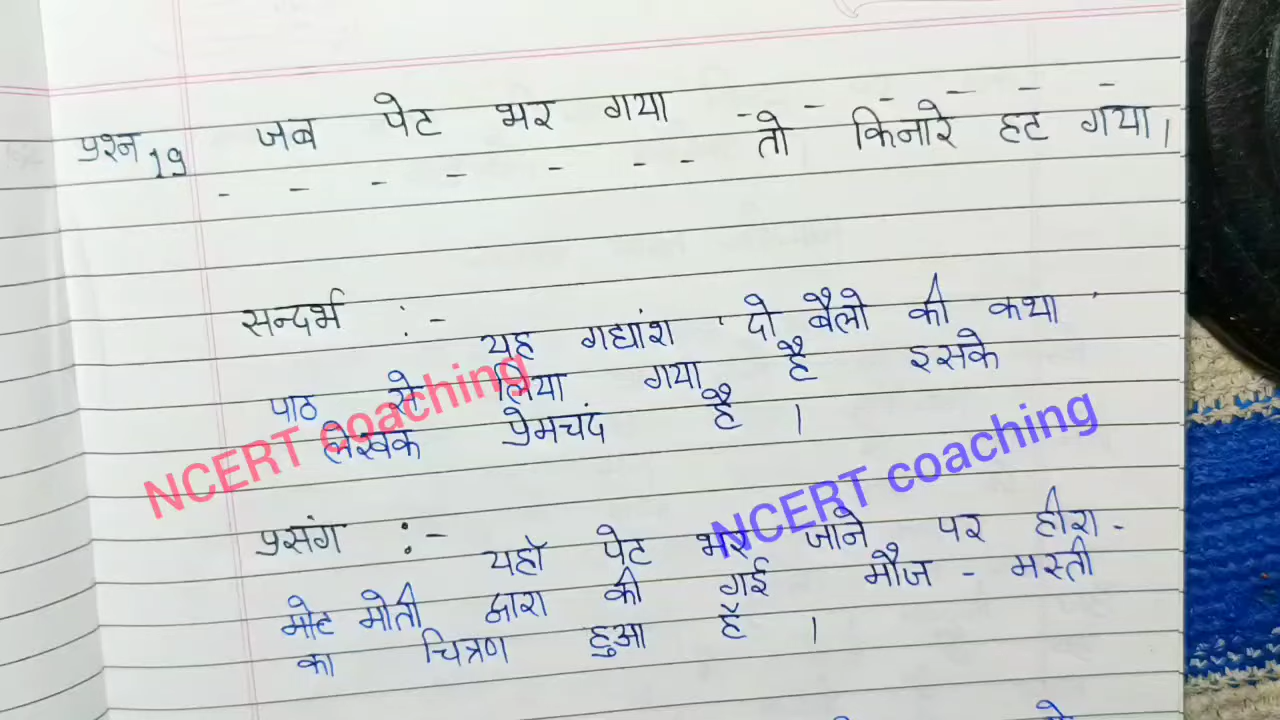 प्रश्न 19 जब पेट भर गया - - - - - -
- - - - - - - तो किनारे हट गया।
सन्दर्भ :-
यह गद्यांश 'दो बैलो की कथा'
पाठ से लिया गया है इसके
लेखक प्रेमचंद है ।
प्रसंग :-
यहाँ पेट भर जाने पर हीरा-
मोट मोती द्वारा की गई मौज - मस्ती
का चित्रण हुआ है ।
NCERT coaching
NCERT coaching